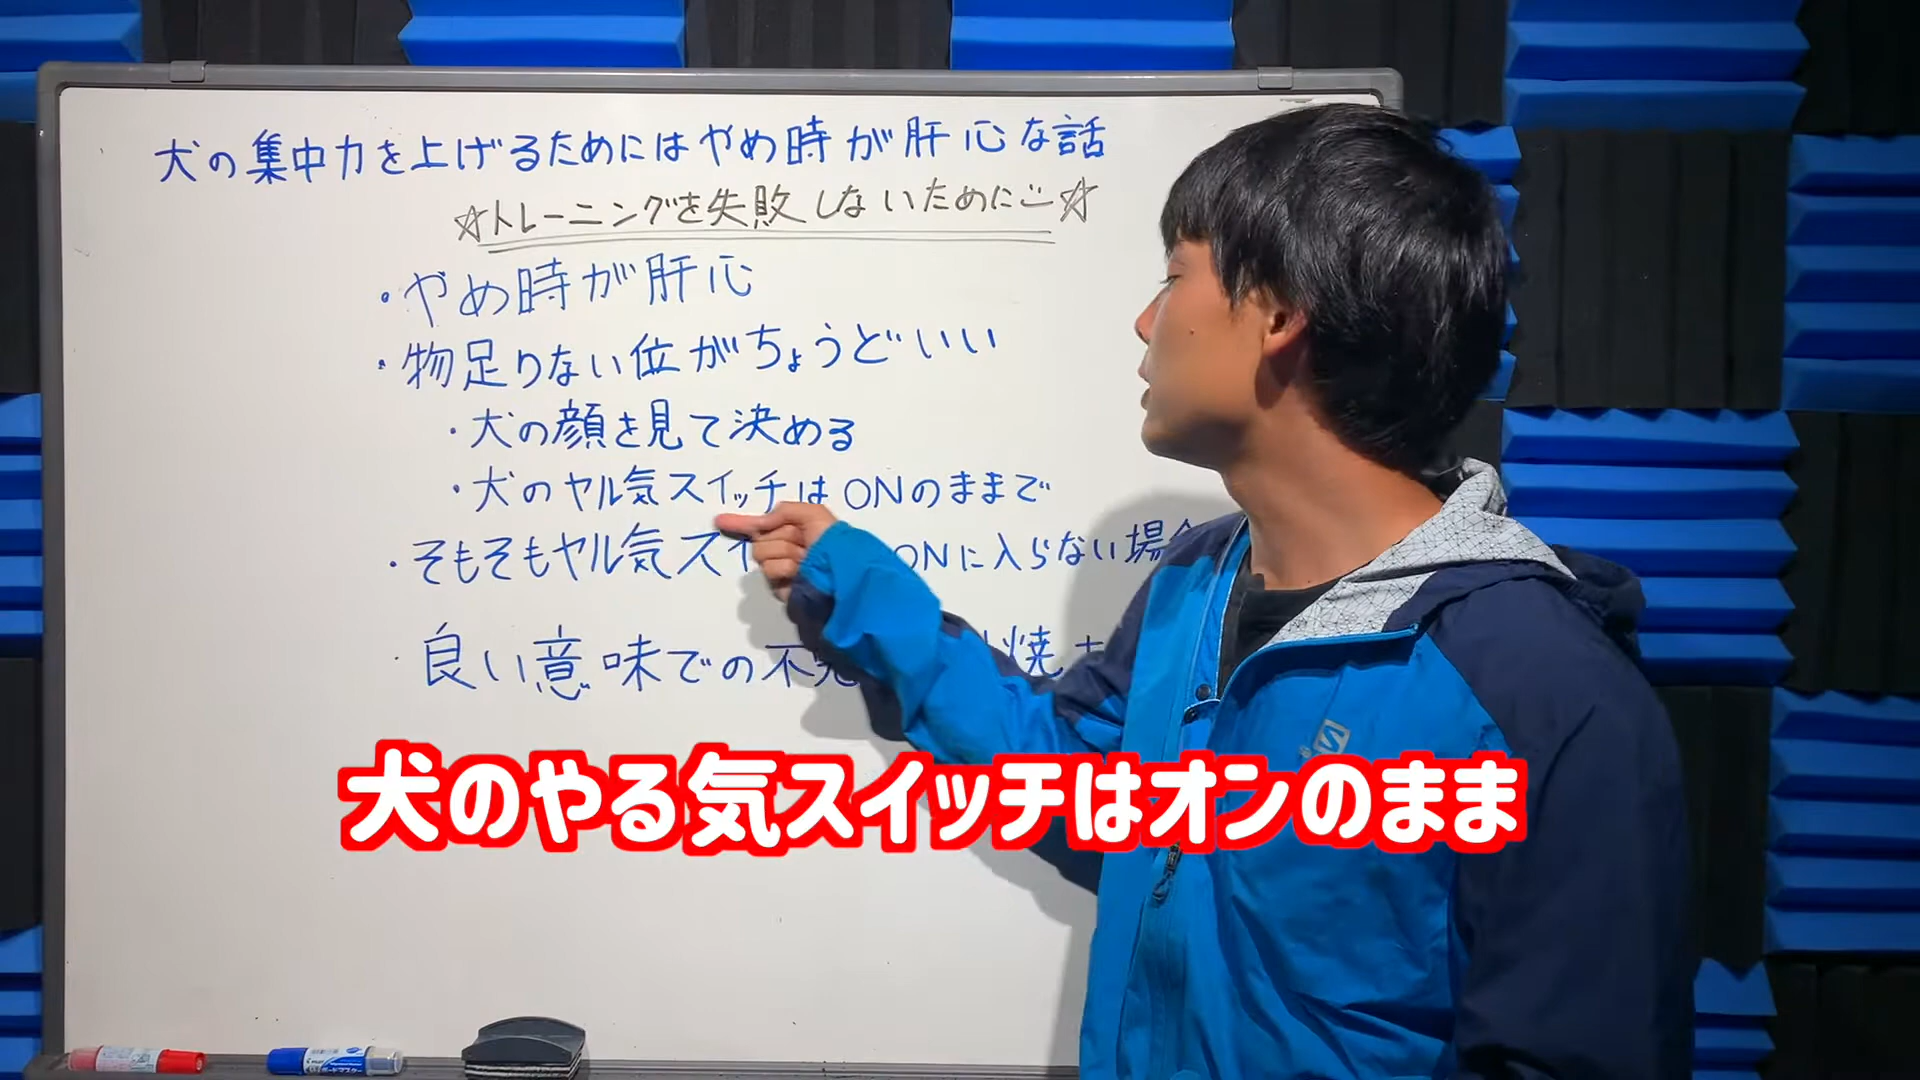 犬の集中力を上げるためにはやめ時が肝心な話
☆トレーニングを失敗しないために☆
・やめ時が肝心
・物足りない位がちょうどいい
・犬の顔を見て決める
・犬のヤル気スイッチはONのままで
・そもそもヤル気スイ ONに入らない場合
・良い意味での不完 焼
犬のやる気スイッチはオンのまま